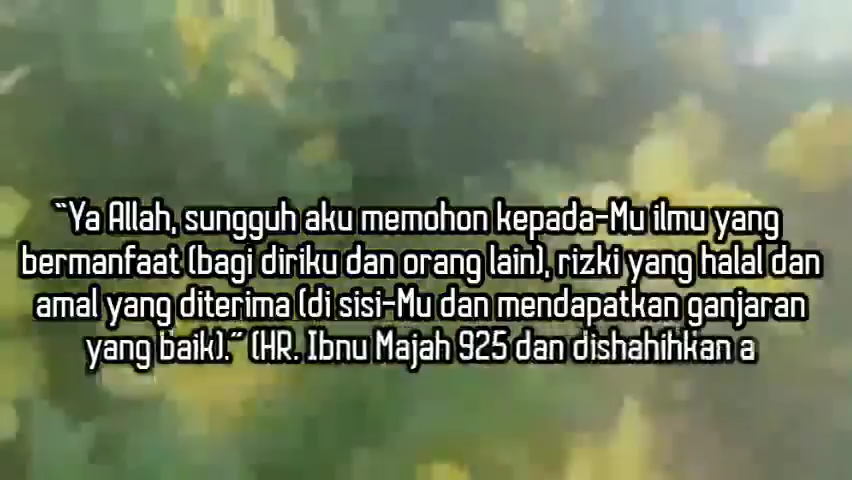 “Ya Allah, sungguh aku memohon kepada-Mu ilmu yang
bermanfaat (bagi diriku dan orang lain), rizki yang halal dan
amal yang diterima (di sisi-Mu dan mendapatkan ganjaran
yang baik).” (HR. Ibnu Majah 925 dan dishahihkan a